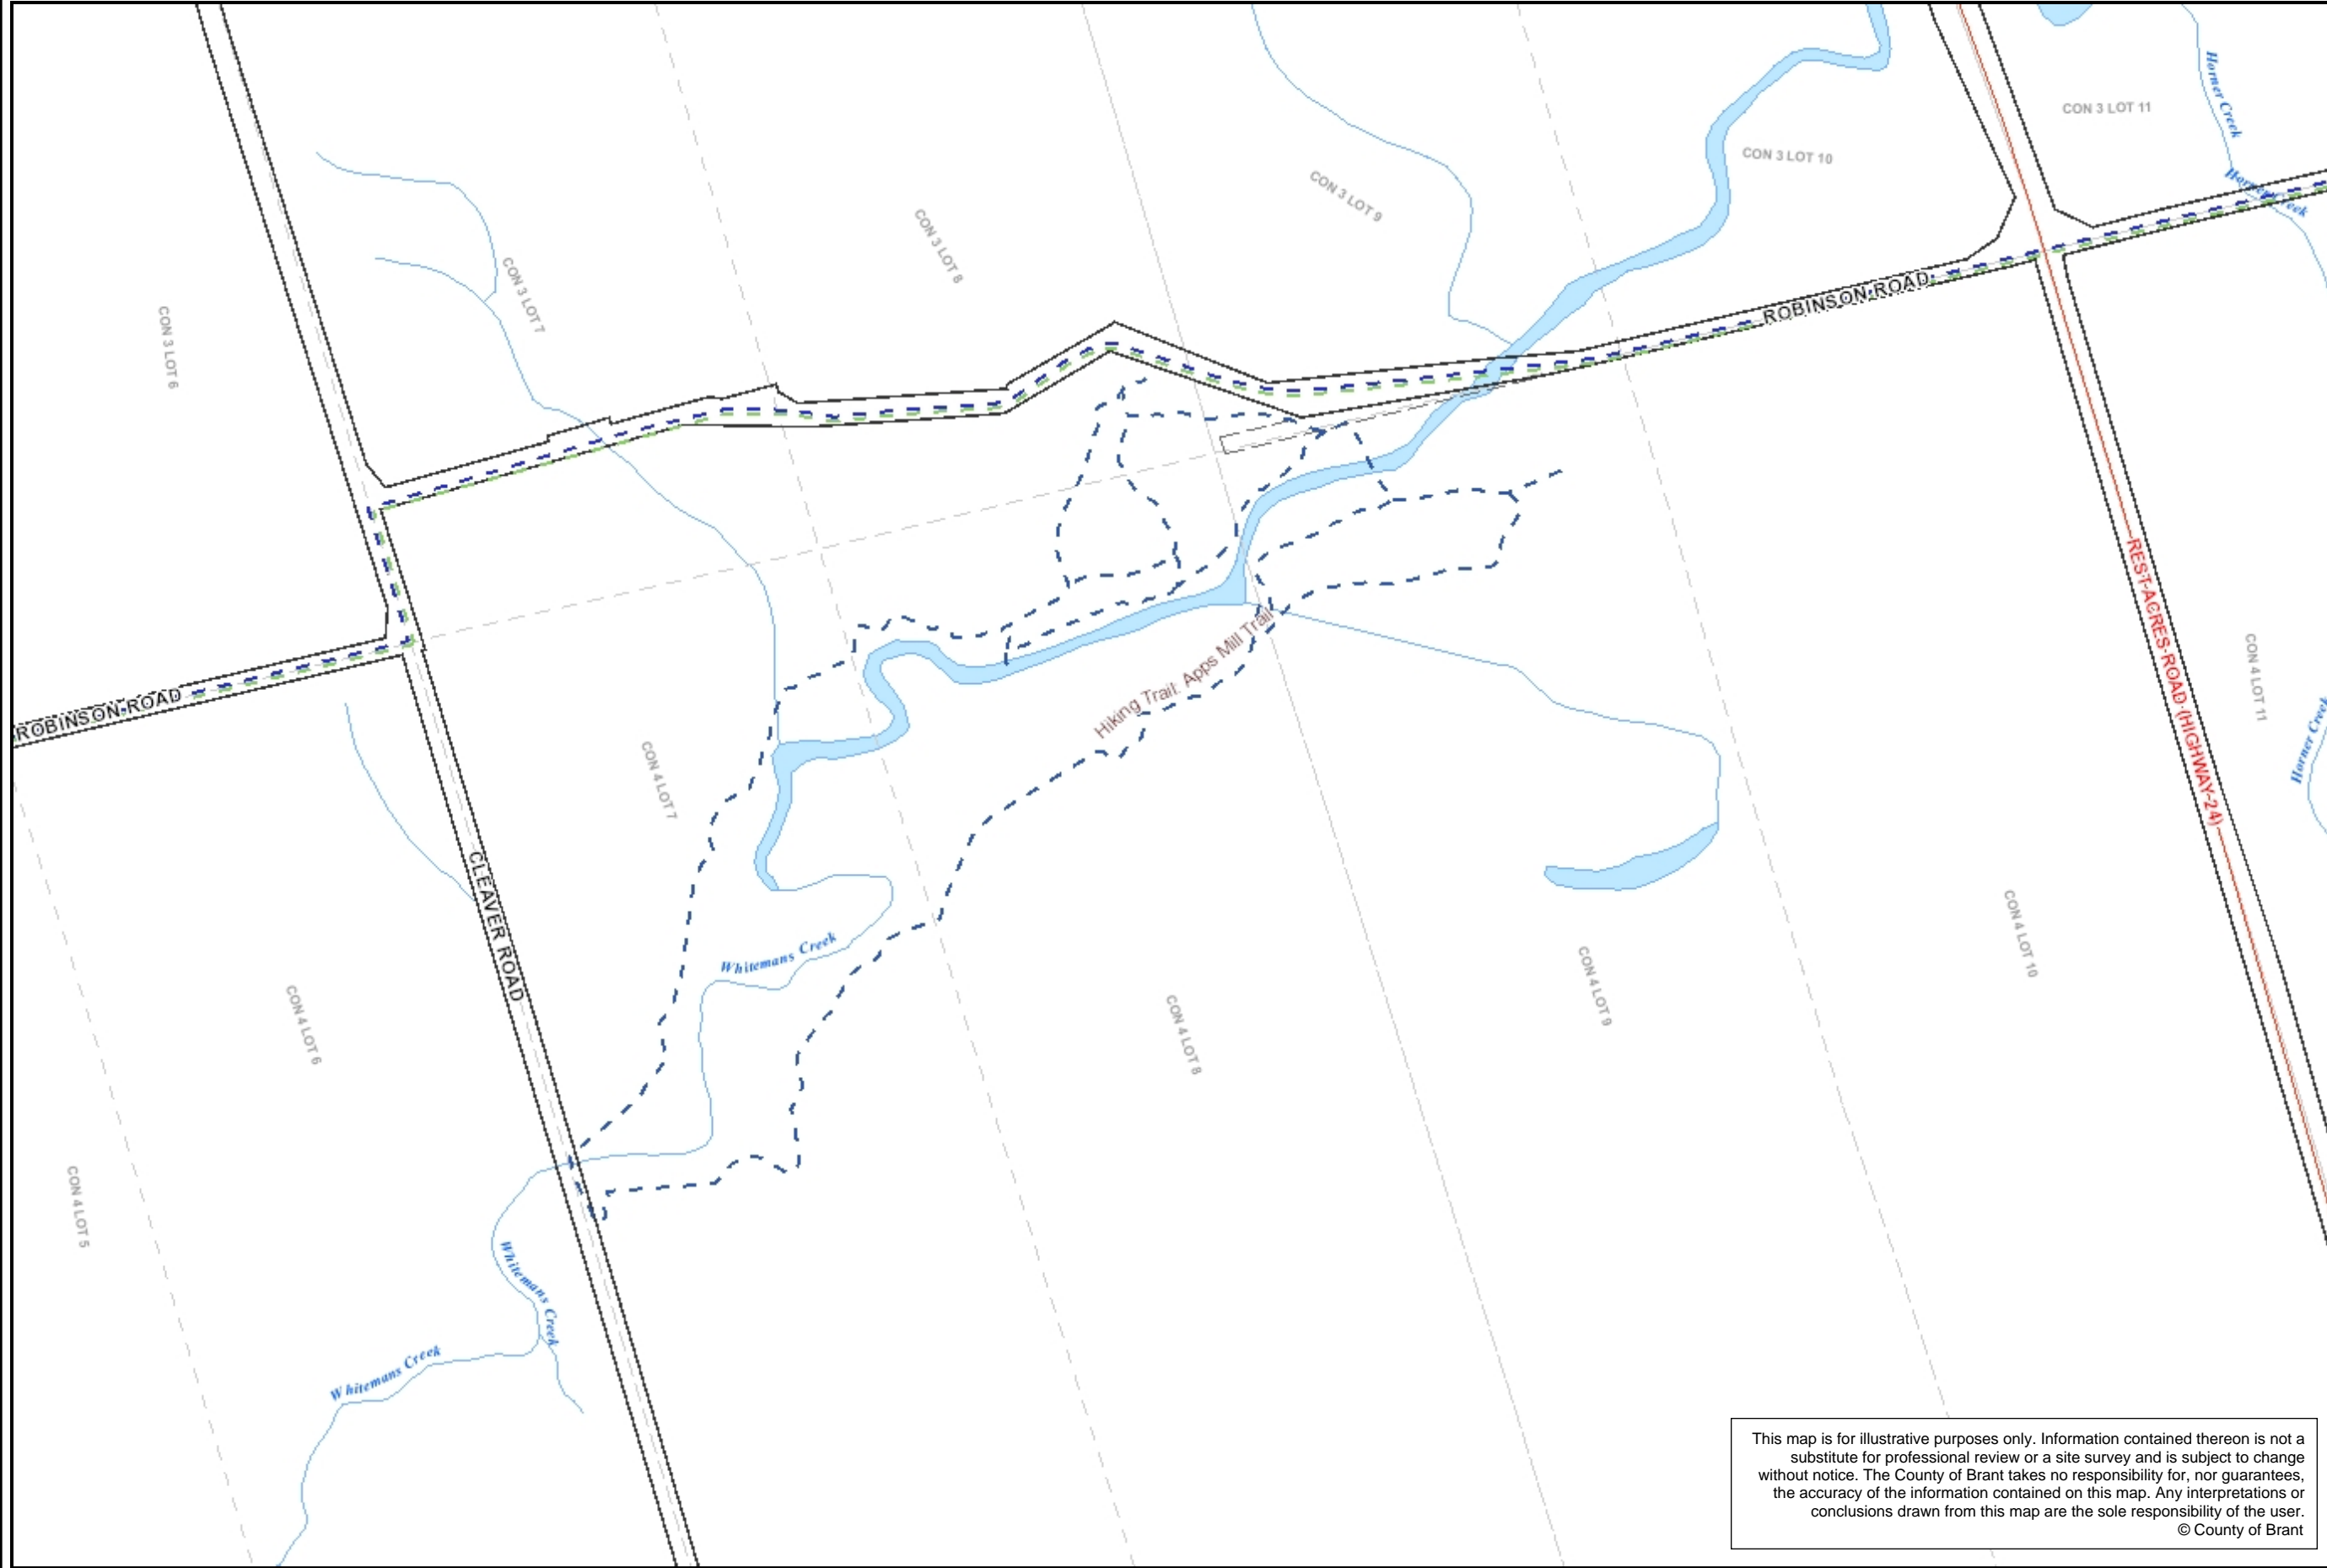 Horner Creek
CON 3 LOT 11
CON 3 LOT 10
CON 3 LOT 9
Horner Creek
CON 3 LOT 8
CON 3 LOT 7
ROBINSON ROAD
CON 3 LOT 6
REST ACRES ROAD (HIGHWAY 24)
Hiking Trail: Apps Mill Trail
CON 4 LOT 11
ROBINSON ROAD
Horner Creek
CON 4 LOT 7
CLEAVER ROAD
Whitemans Creek
CON 4 LOT 10
CON 4 LOT 9
CON 4 LOT 6
CON 4 LOT 8
CON 4 LOT 5
Whitemans Creek
Whitemans Creek
This map is for illustrative purposes only. Information contained thereon is not a
substitute for professional review or a site survey and is subject to change
without notice. The County of Brant takes no responsibility for, nor guarantees,
the accuracy of the information contained on this map. Any interpretations or
conclusions drawn from this map are the sole responsibility of the user.
© County of Brant